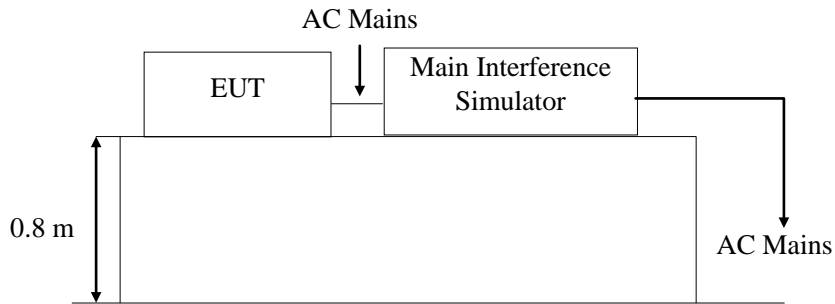 AC Mains
EUT
Main Interference
Simulator
0.8 m
AC Mains